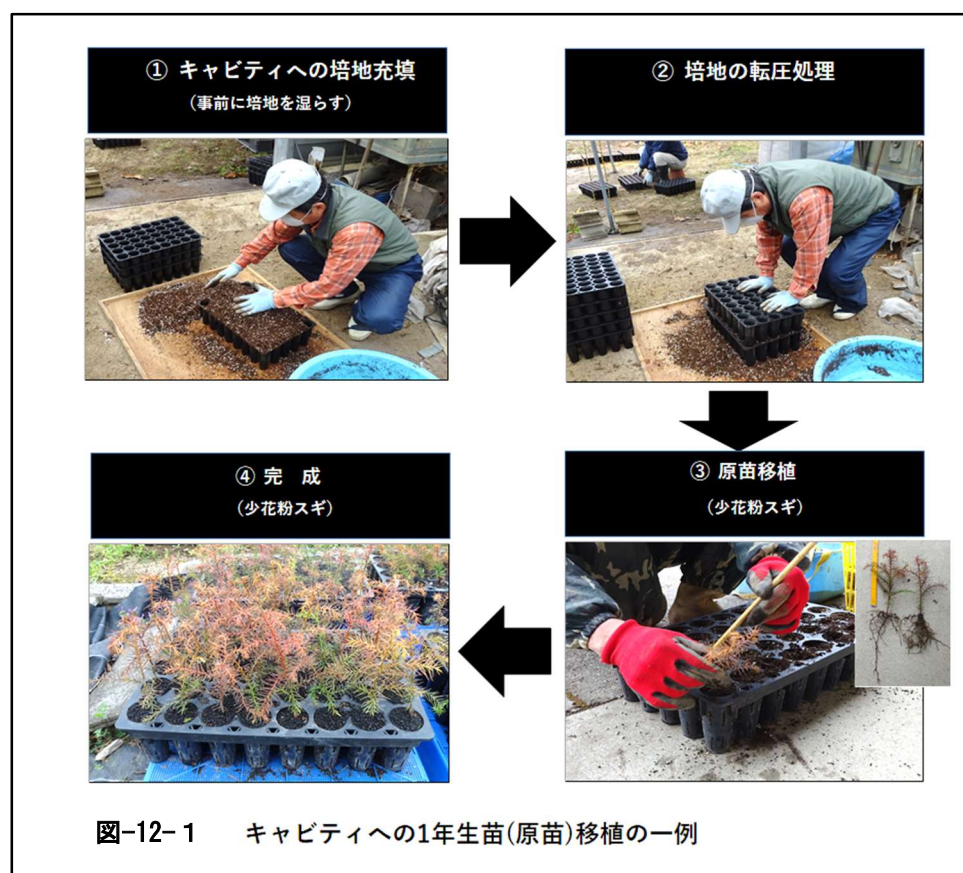 ① キャビティへの培地充填
（事前に培地を湿らす）
② 培地の転圧処理
③ 原苗移植
（少花粉スギ）
④ 完　成
（少花粉スギ）
図-12-１　キャビティへの1年生苗(原苗)移植の一例